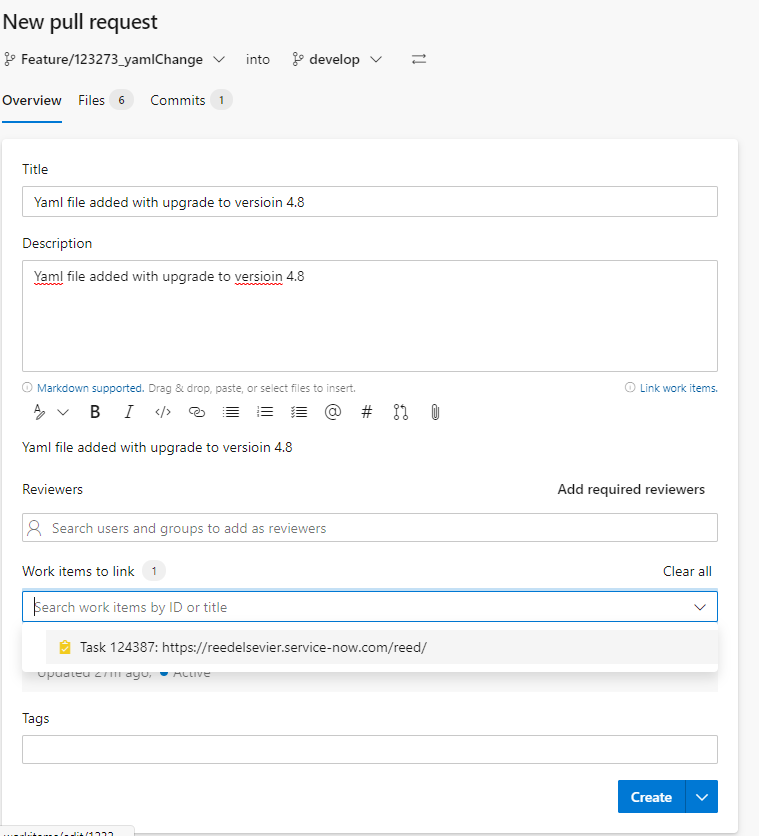 New pull request
Feature/123273_yamlChange into develop
Overview Files 6 Commits 1
Title
Yaml file added with upgrade to versioin 4.8
Description
Yaml file added with upgrade to versioin 4.8
Markdown supported. Drag & drop, paste, or select files to insert. Link work items.
B I </> @ #
Yaml file added with upgrade to versioin 4.8
Reviewers Add required reviewers
Search users and groups to add as reviewers
Work items to link 1 Clear all
Search work items by ID or title
Task 124387: https://reedelsevier.service-now.com/reed/
Updated 27m ago, Active
Tags
Create
workitems/edit/1232